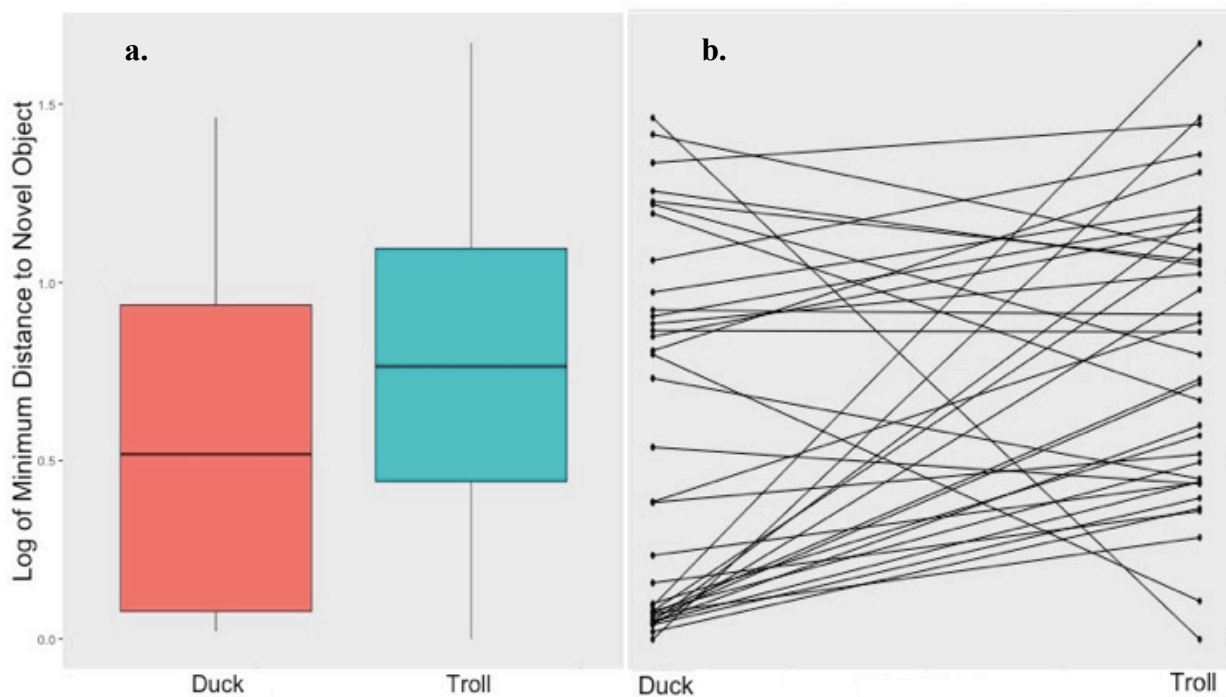 a.
b.
Log of Minimum Distance to Novel Object
1.5
1.0
0.5
0.0
Duck
Troll
Duck
Troll